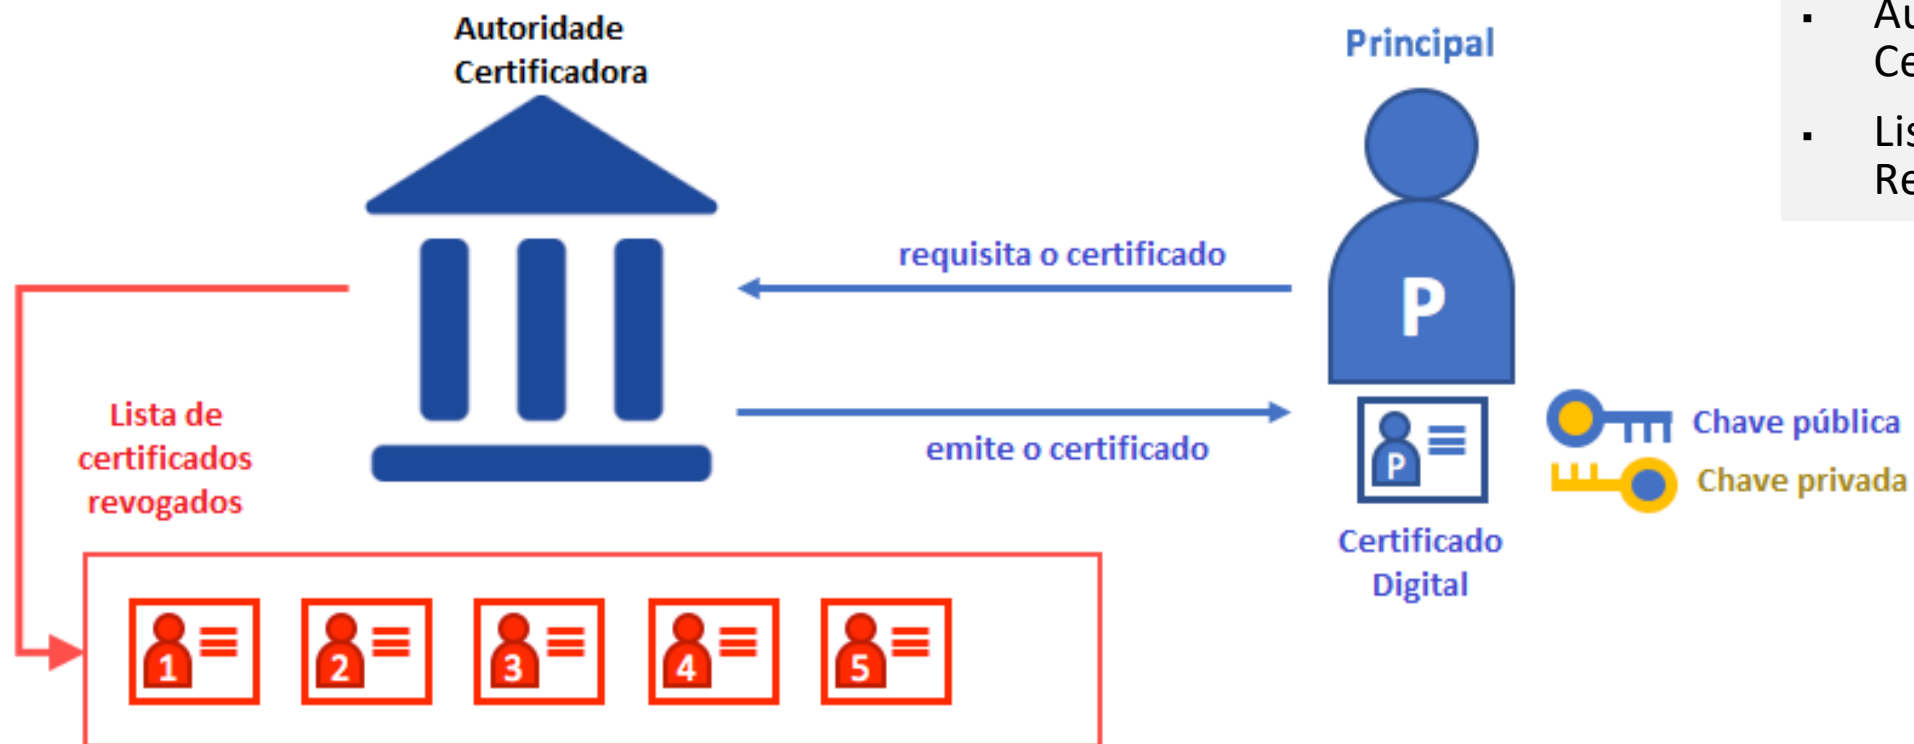 Autoridade
Certificadora
Principal
requisita o certificado
P
emite o certificado
Lista de
certificados
revogados
P
Chave pública
Chave privada
Certificado
Digital
1
2
3
4
5